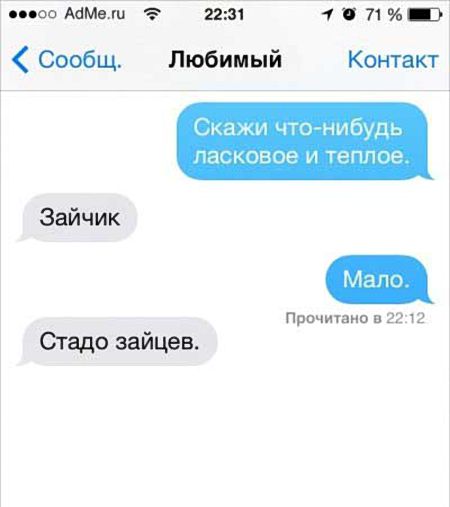 AdMe.ru 22:31 71 %
Сообщ. Любимый Контакт
Скажи что-нибудь
ласковое и теплое.
Зайчик
Мало.
Прочитано в 22:12
Стадо зайцев.